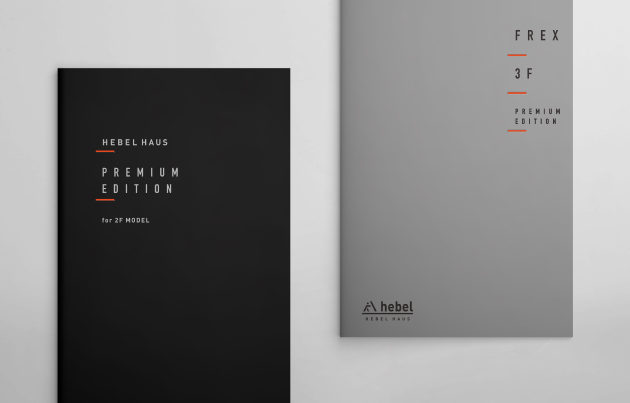 HEBEL HAUS
PREMIUM
EDITION
for 2F MODEL
FREX
3F
PREMIUM
EDITION
hebel
HEBEL HAUS